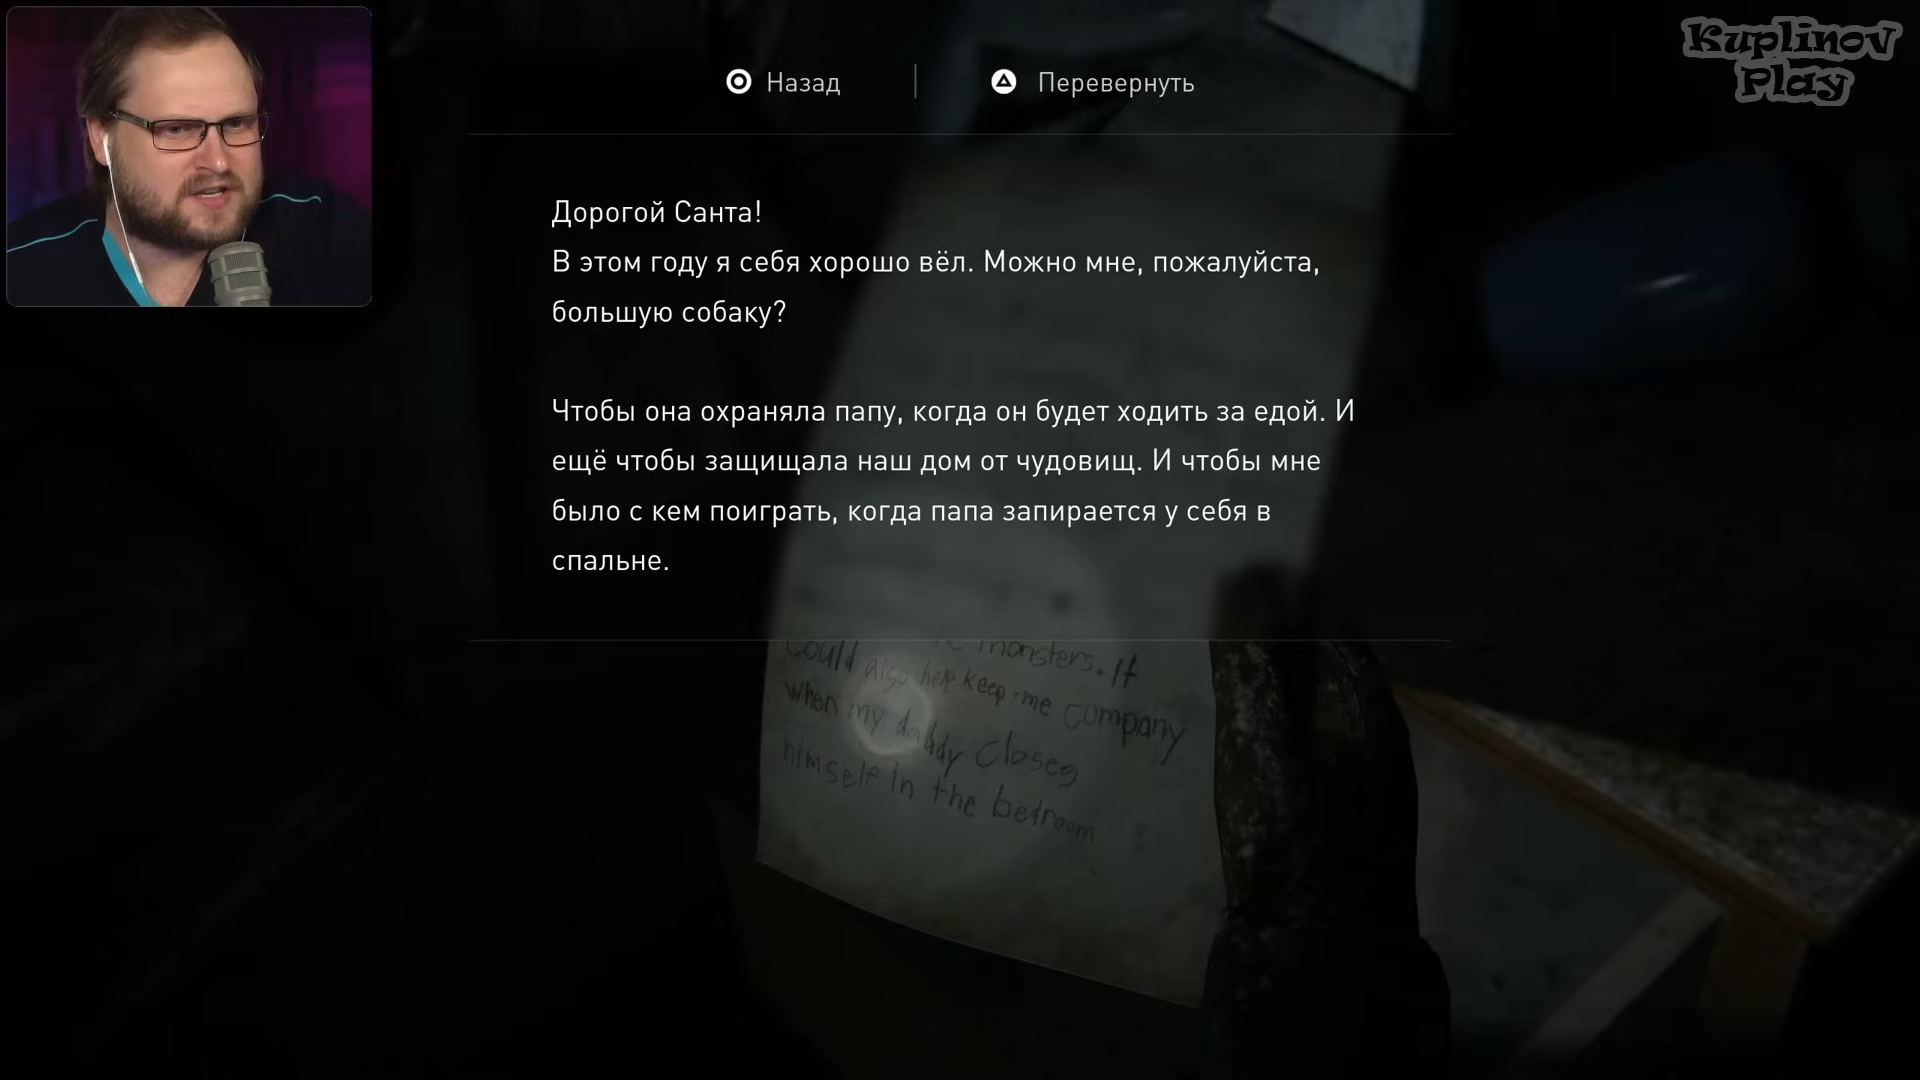 Kuplinov
Play
Назад
Перевернуть
Дорогой Санта!
В этом году я себя хорошо вёл. Можно мне, пожалуйста,
большую собаку?
Чтобы она охраняла папу, когда он будет ходить за едой. И
ещё чтобы защищала наш дом от чудовищ. И чтобы мне
было с кем поиграть, когда папа запирается у себя в
спальне.
monsters. It
could also help keep me company
when my daddy closes
himself in the bedroom